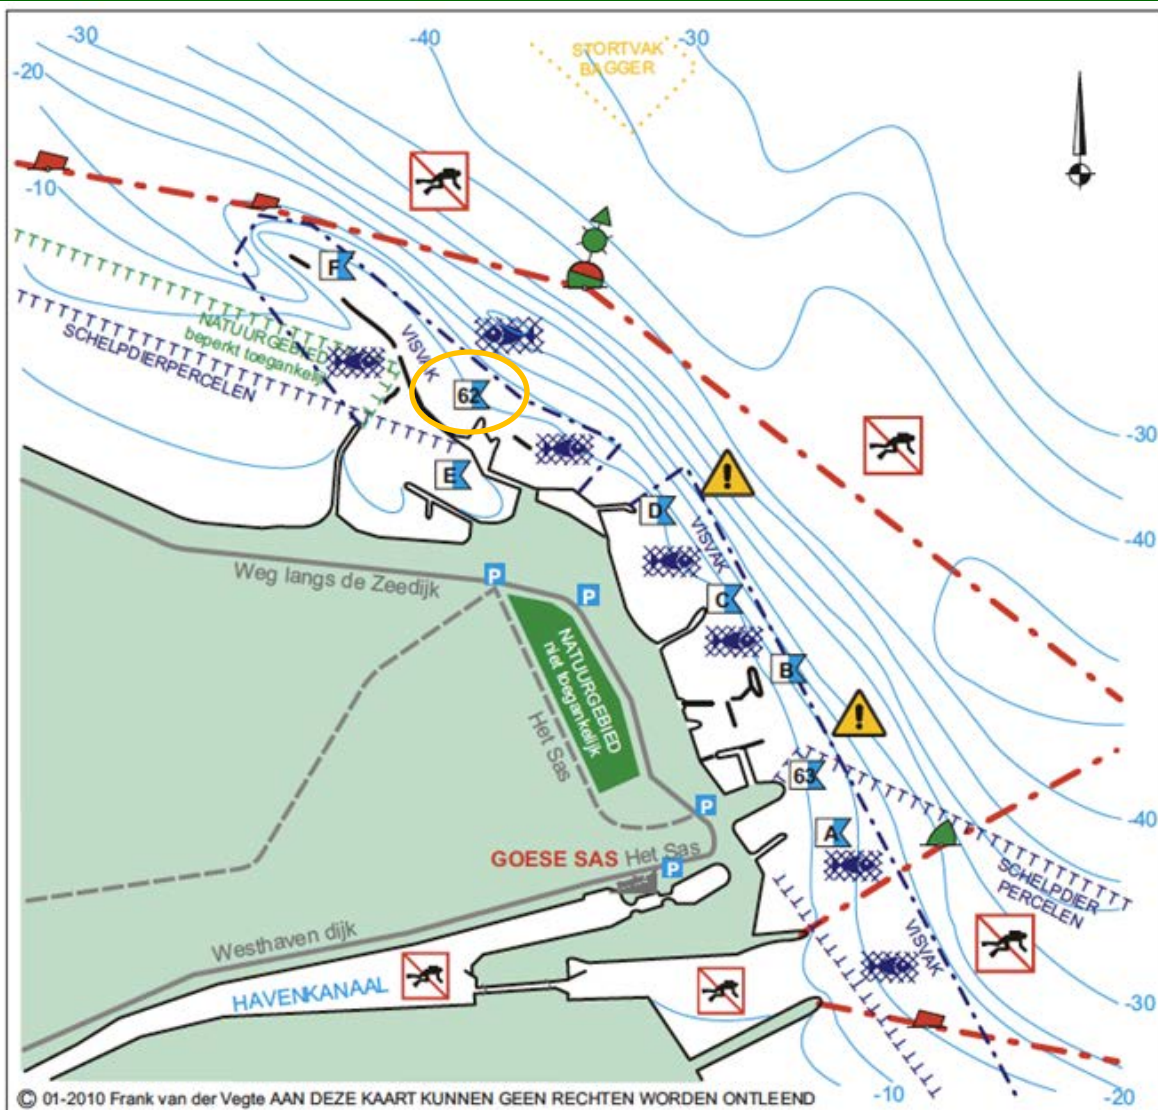 -30
-40
-30
-20
STORTVAK
BAGGER
-10
F
NATUURGEBIED
beperkt toegankelijk
SCHELPDIERPERCELEN
VISVAK
62
E
D
VISVAK
-30
-40
Weg langs de Zeedijk
P
P
C
B
NATUURGEBIED
niet toegankelijk
Het Sas
63
P
A
-40
GOESE SAS
Het Sas
P
SCHELPDIER
PERCELEN
Westhaven dijk
VISVAK
HAVENKANAAL
-30
-10
-20
© 01-2010 Frank van der Vegte AAN DEZE KAART KUNNEN GEEN RECHTEN WORDEN ONTLEEND